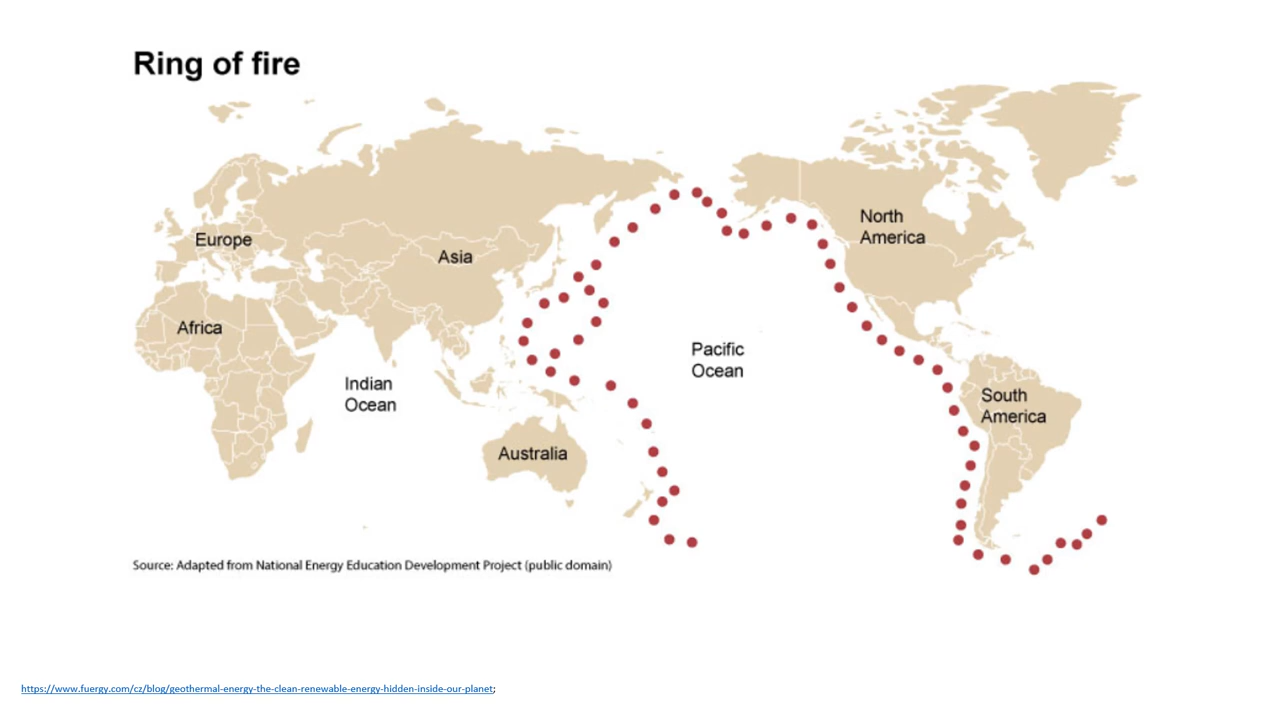 Ring of fire
North
America
Europe
Asia
Africa
Pacific
Ocean
Indian
Ocean
South
America
Australia
Source: Adapted from National Energy Education Development Project (public domain)
https://www.fuergy.com/cz/blog/geothermal-energy-the-clean-renewable-energy-hidden-inside-our-planet;